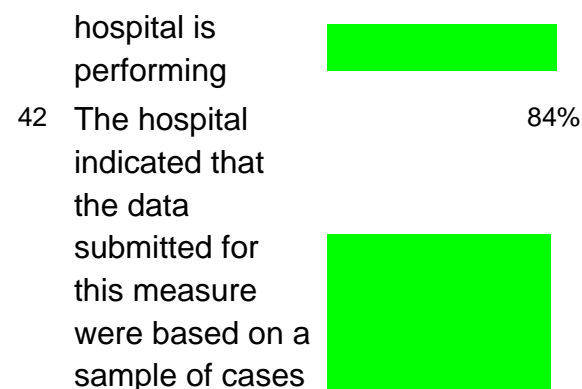 hospital is
performing
42 The hospital 84%
indicated that
the data
submitted for
this measure
were based on a
sample of cases